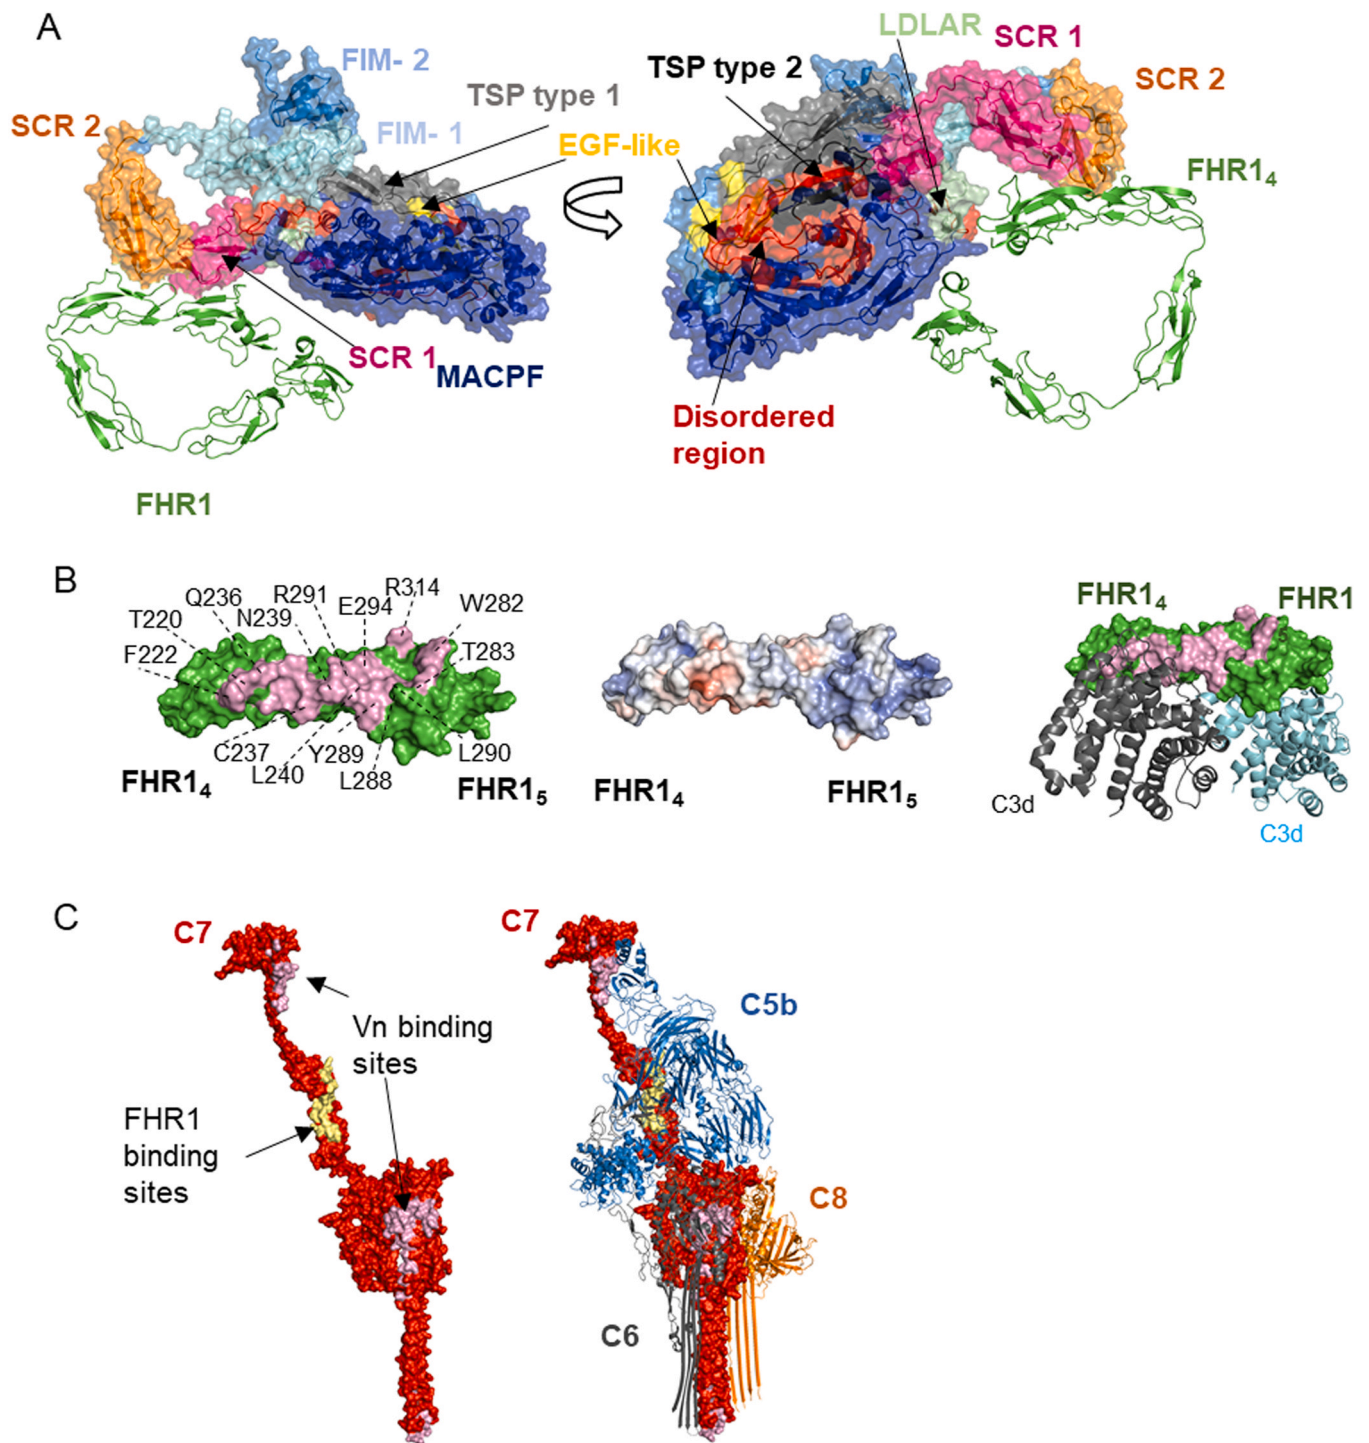 A
FIM- 2
SCR 2
TSP type 1
FIM- 1
EGF-like
SCR 1
MACPF
FHR1
LDLAR
SCR 1
TSP type 2
SCR 2
FHR1₄
Disordered
region
B
Q236
R291
E294
R314
W282
T220
N239
T283
F222
C237
L240
Y289
L288
L290
FHR1₄
FHR1₅
FHR1₄
FHR1₅
FHR1₄
FHR1
5
C3d
C3d
C
C7
Vn binding
sites
FHR1
binding
sites
C7
C5b
C8
C6